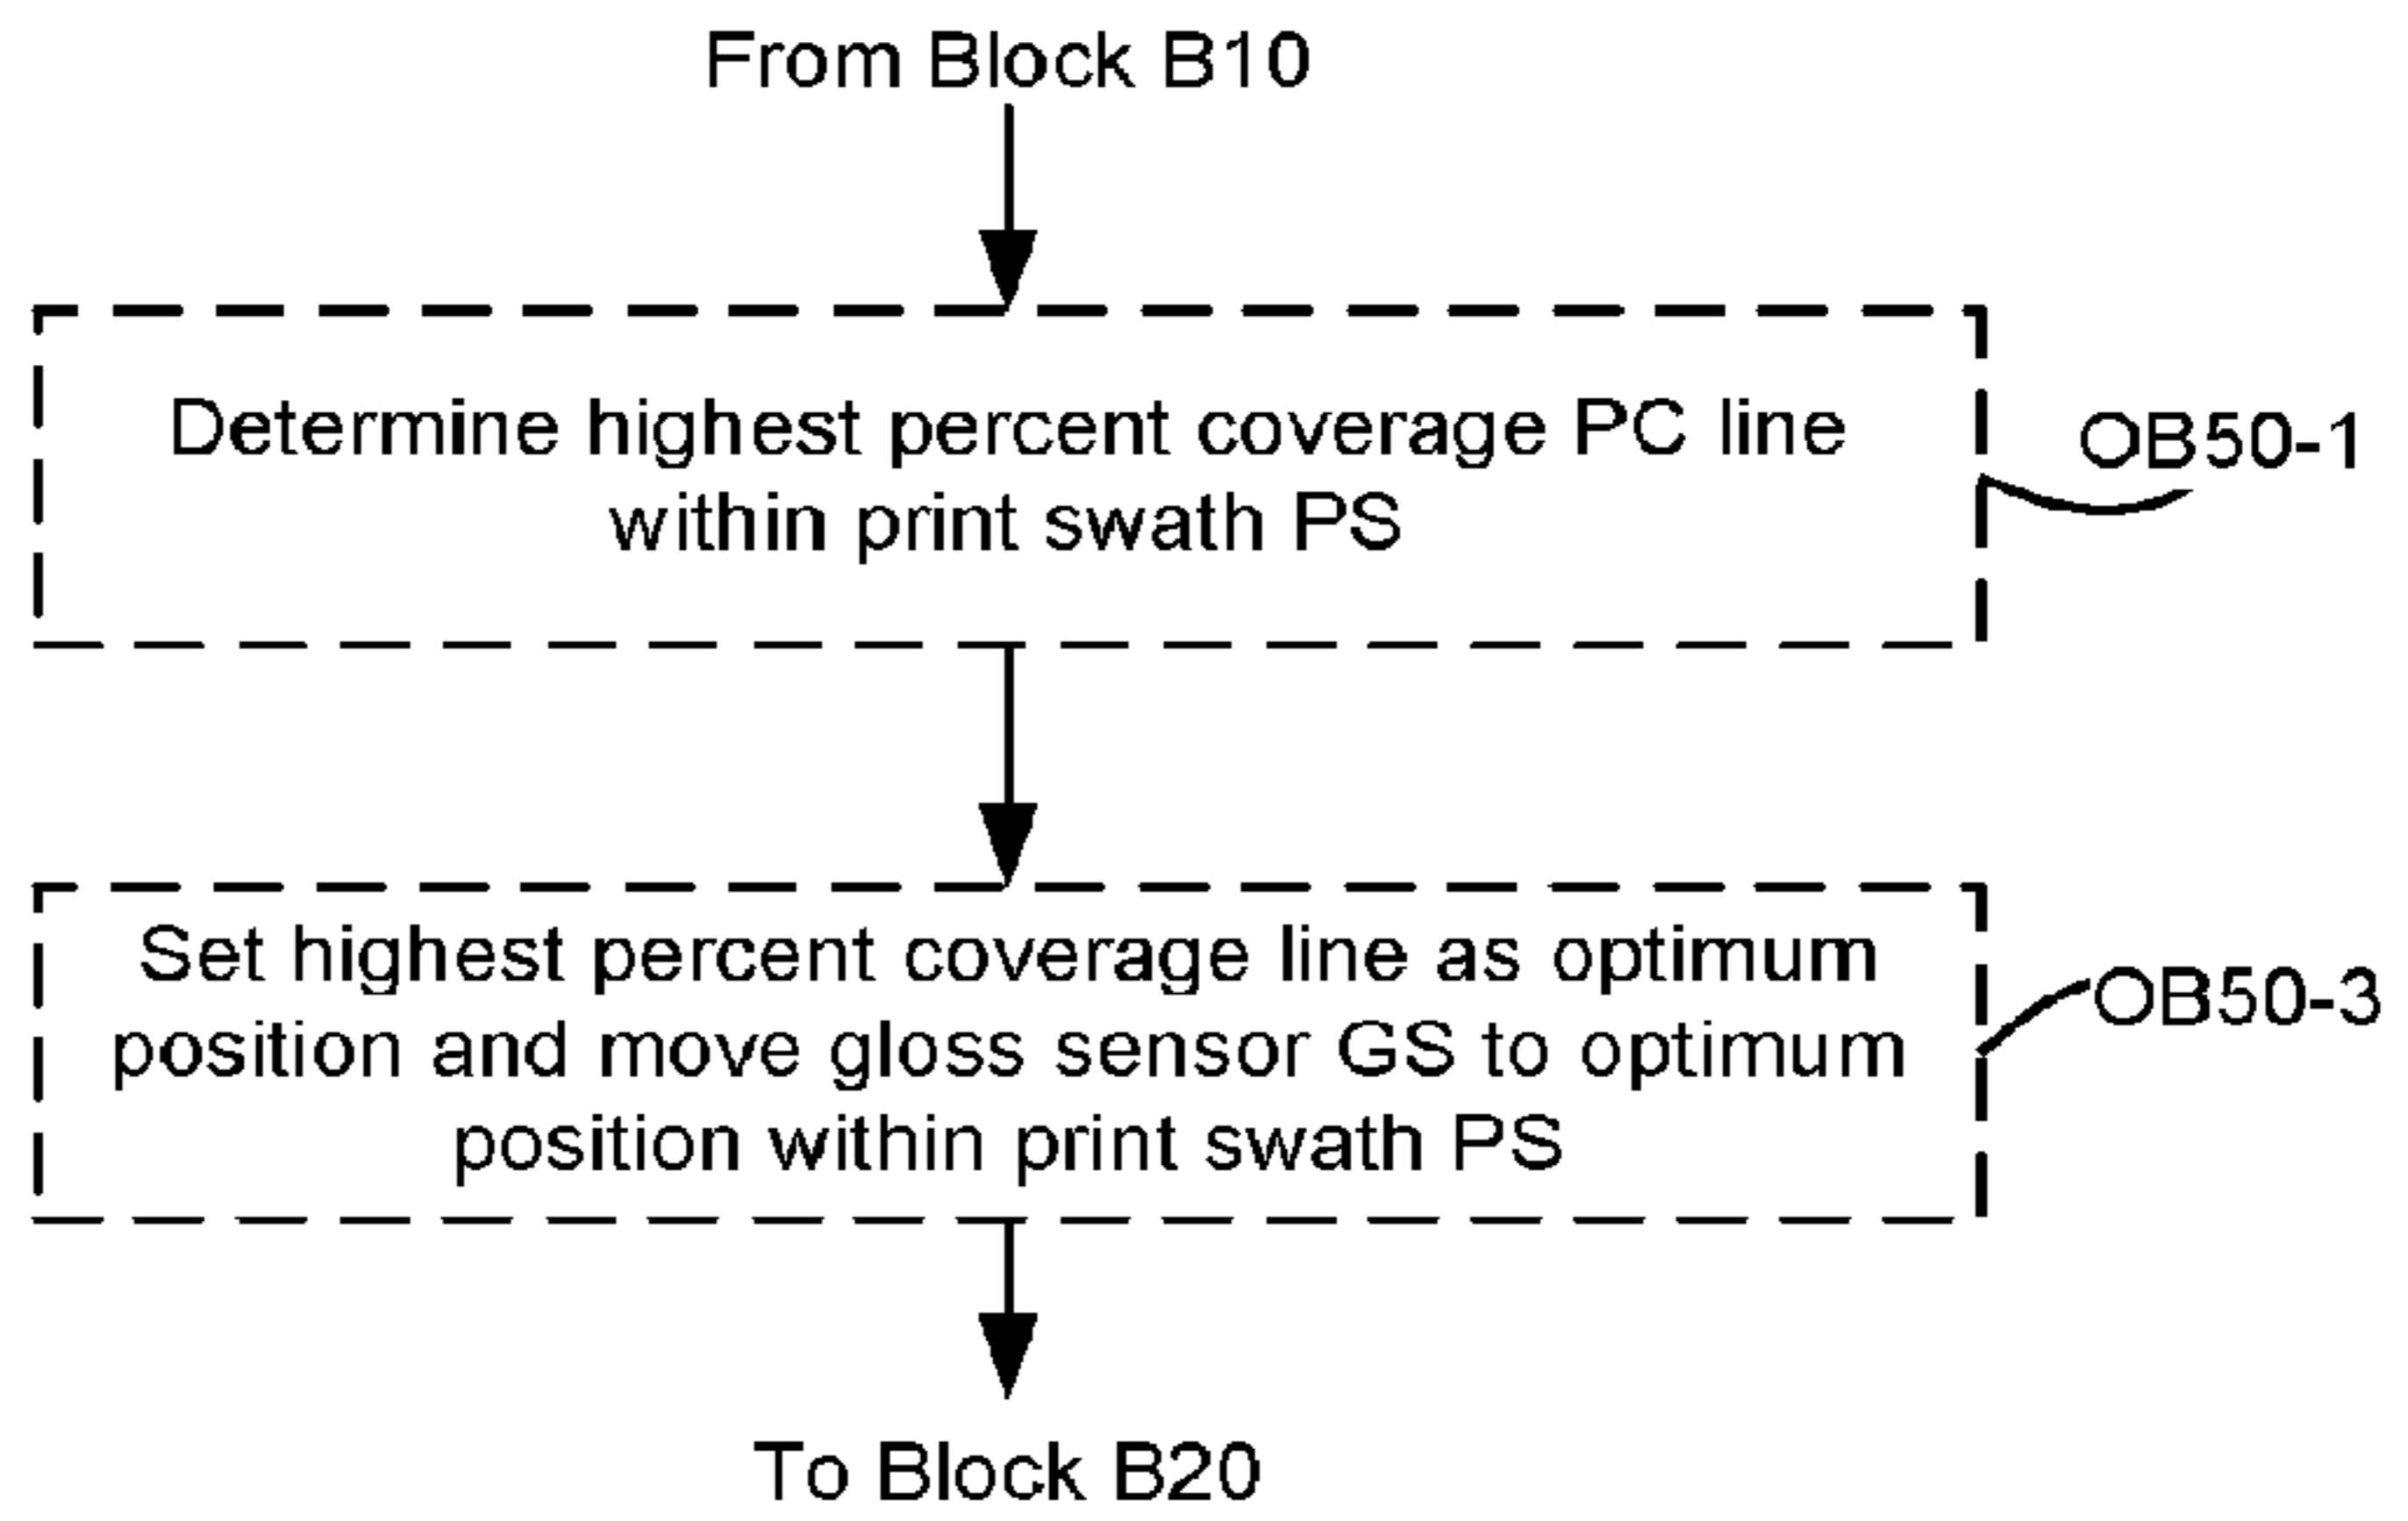 From Block B10
Determine highest percent coverage PC line
within print swath PS
OB50-1
Set highest percent coverage line as optimum
position and move gloss sensor GS to optimum
position within print swath PS
OB50-3
To Block B20